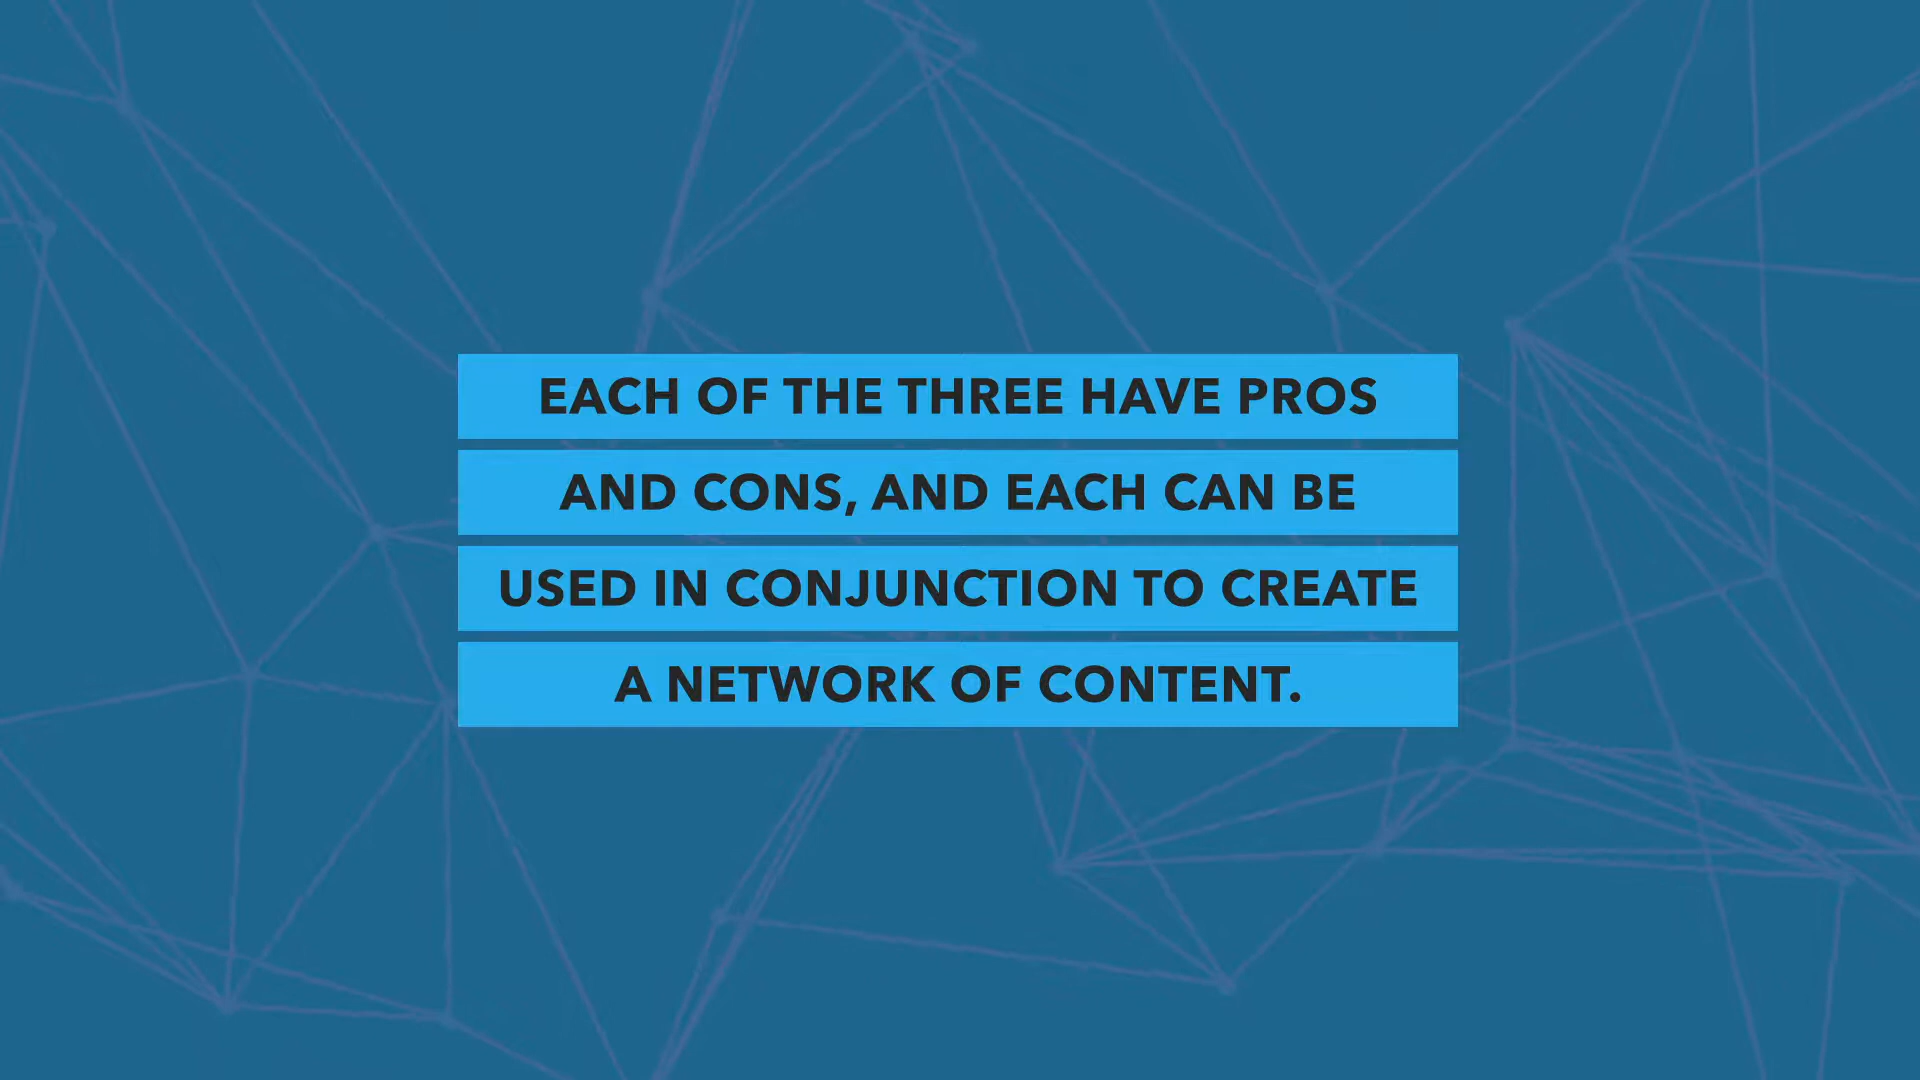 EACH OF THE THREE HAVE PROS
AND CONS, AND EACH CAN BE
USED IN CONJUNCTION TO CREATE
A NETWORK OF CONTENT.